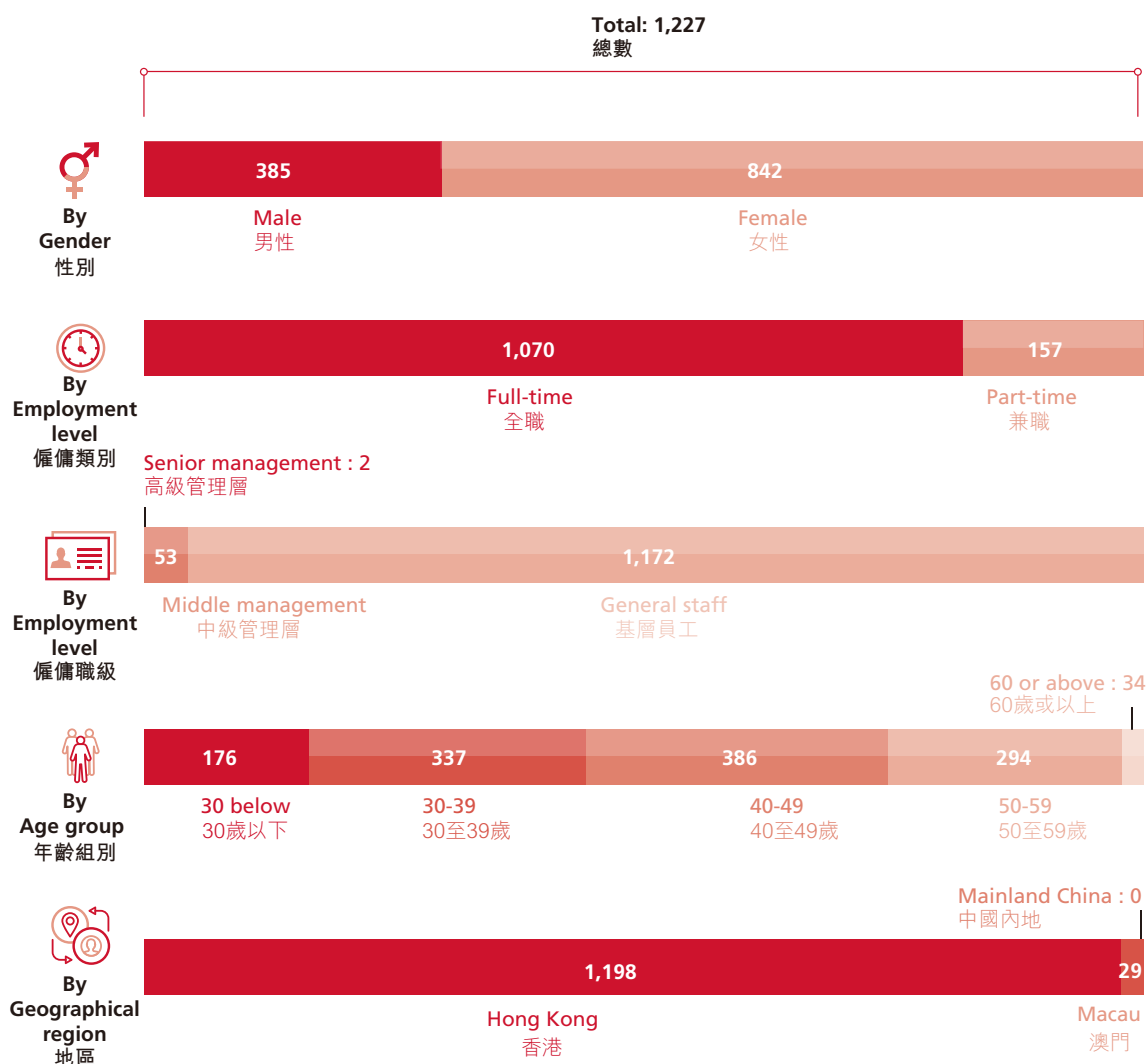 Total: 1,227
總數
385
842
By
Gender
性別
Male
男性
Female
女性
1,070
157
By
Employment
level
僱傭類別
Full-time
全職
Part-time
兼職
Senior management : 2
高級管理層
53
1,172
By
Employment
level
僱傭職級
Middle management
中級管理層
General staff
基層員工
60 or above : 34
60歲或以上
176
337
386
294
By
Age group
年齡組別
30 below
30歲以下
30-39
30至39歲
40-49
40至49歲
50-59
50至59歲
Mainland China : 0
中國內地
1,198
29
By
Geographical
region
地區
Hong Kong
香港
Macau
澳門